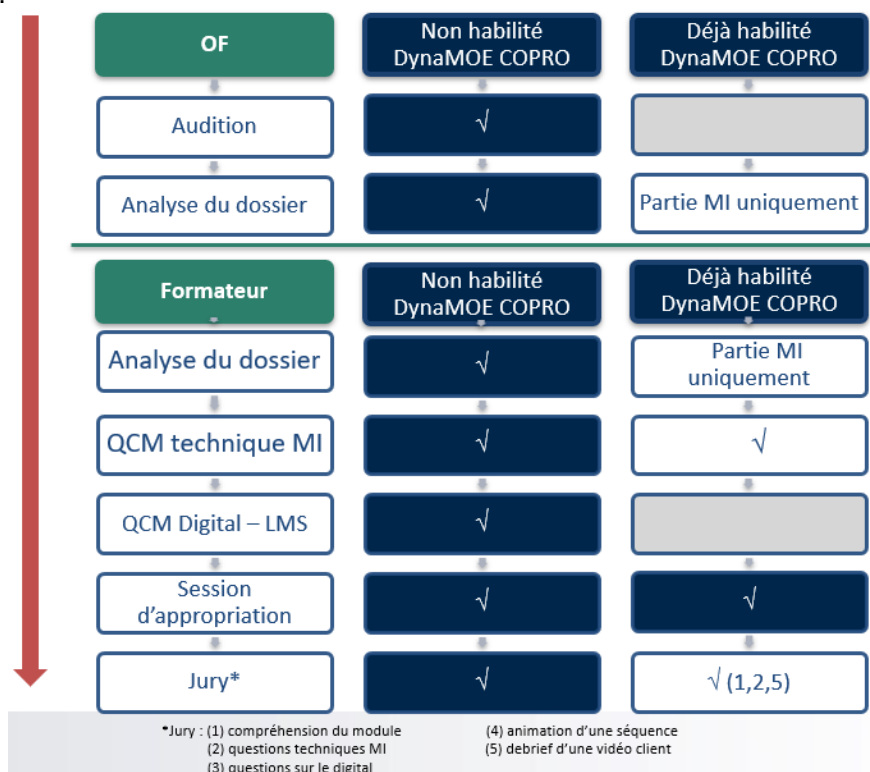 OF
Non habilité
DynaMOE COPRO
Déjà habilité
DynaMOE COPRO
Audition
√
Analyse du dossier
√
Partie MI uniquement
Formateur
Non habilité
DynaMOE COPRO
Déjà habilité
DynaMOE COPRO
Analyse du dossier
√
Partie MI
uniquement
QCM technique MI
√
√
QCM Digital – LMS
√
Session
d’appropriation
√
√
Jury*
√
√ (1,2,5)
*Jury : (1) compréhension du module
(2) questions techniques MI
(3) questions sur le digital
(4) animation d’une séquence
(5) debrief d’une vidéo client